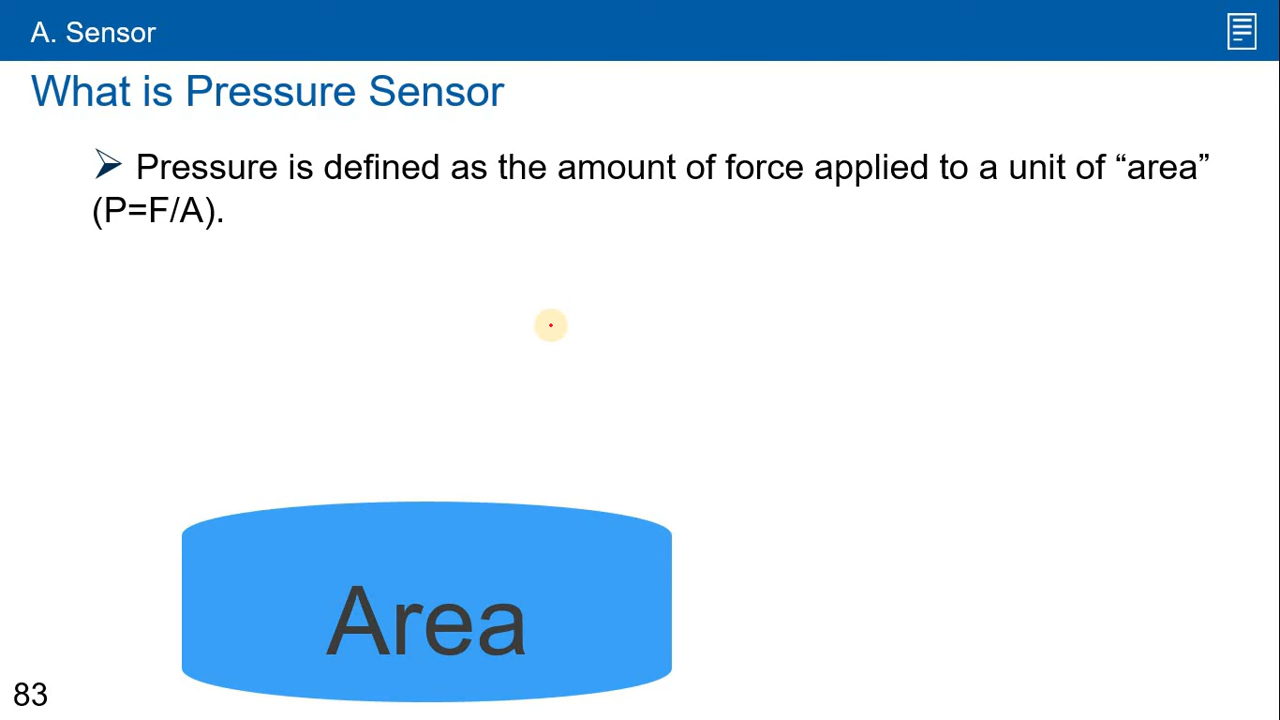 A. Sensor
What is Pressure Sensor
➢ Pressure is defined as the amount of force applied to a unit of “area”
(P=F/A).
Area
83